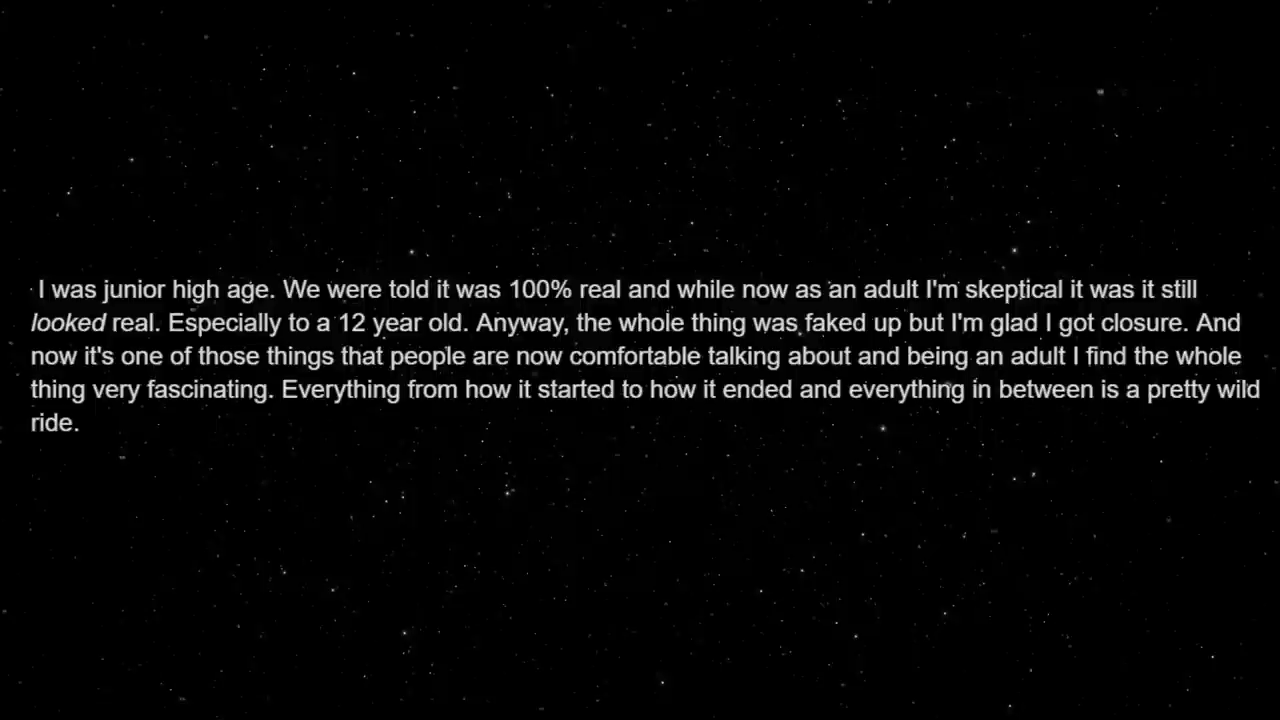 I was junior high age. We were told it was 100% real and while now as an adult I'm skeptical it was it still
looked real. Especially to a 12 year old. Anyway, the whole thing was faked up but I'm glad I got closure. And
now it's one of those things that people are now comfortable talking about and being an adult I find the whole
thing very fascinating. Everything from how it started to how it ended and everything in between is a pretty wild
ride.